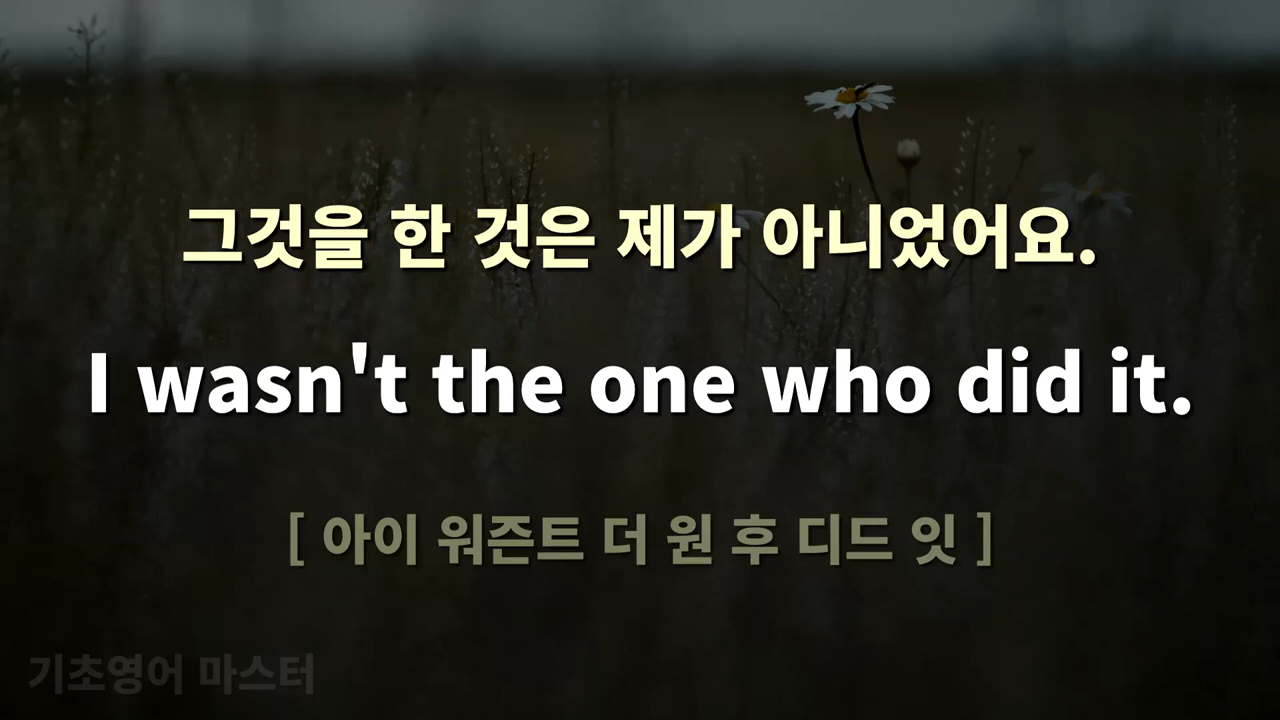 그것을 한 것은 제가 아니었어요.
I wasn't the one who did it.
[ 아이 워즌트 더 원 후 디드 잇 ]
기초영어 마스터